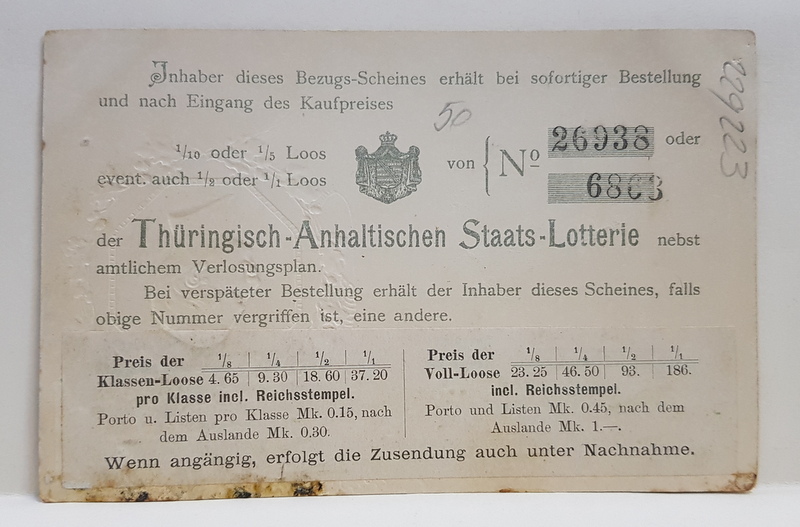 Inhaber dieses Bezugs-Scheines erhält bei sofortiger Bestellung
und nach Eingang des Kaufpreises
50
229223
1/10 oder 1/5 Loos
event. auch 1/2 oder 1/1 Loos
von { Nº 26938 oder
6803
der Thüringisch-Anhaltischen Staats-Lotterie nebst
amtlichem Verlosungsplan.
Bei verspäteter Bestellung erhält der Inhaber dieses Scheines, falls
obige Nummer vergriffen ist, eine andere.
Preis der 1/8 | 1/4 | 1/2 | 1/1
Klassen-Loose 4.65 | 9.30 | 18.60 | 37.20
pro Klasse incl. Reichsstempel.
Porto u. Listen pro Klasse Mk. 0.15, nach
dem Auslande Mk. 0.30.
Preis der 1/8 | 1/4 | 1/2 | 1/1
Voll-Loose 23.25 | 46.50 | 93. | 186.
incl. Reichsstempel.
Porto und Listen Mk. 0.45, nach dem
Auslande Mk. 1.—.
Wenn angängig, erfolgt die Zusendung auch unter Nachnahme.